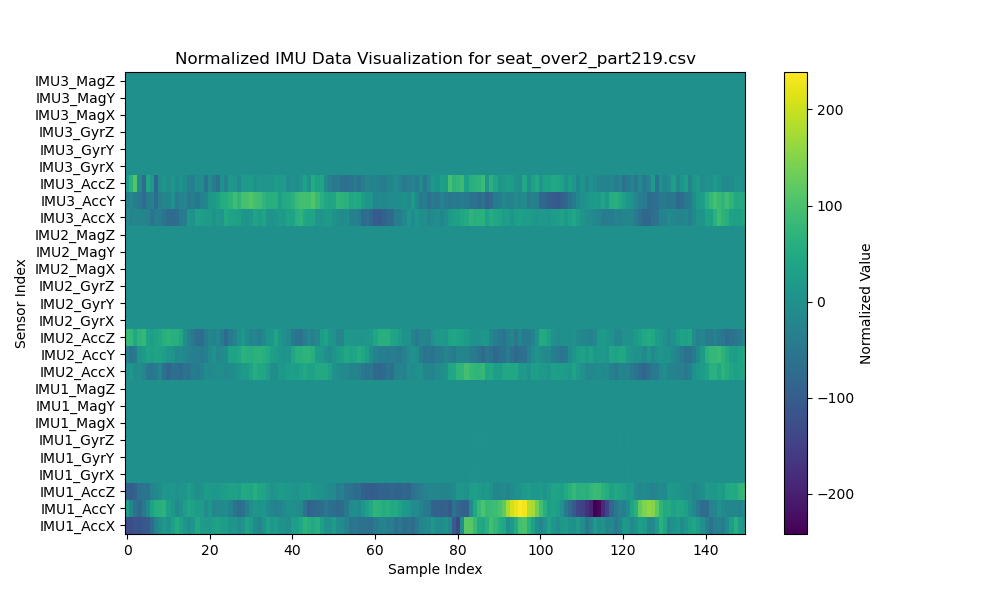 Normalized IMU Data Visualization for seat_over2_part219.csv
IMU3_MagZ
IMU3_MagY
IMU3_MagX
IMU3_GyrZ
IMU3_GyrY
IMU3_GyrX
IMU3_AccZ
IMU3_AccY
IMU3_AccX
IMU2_MagZ
IMU2_MagY
IMU2_MagX
IMU2_GyrZ
IMU2_GyrY
IMU2_GyrX
IMU2_AccZ
IMU2_AccY
IMU2_AccX
IMU1_MagZ
IMU1_MagY
IMU1_MagX
IMU1_GyrZ
IMU1_GyrY
IMU1_GyrX
IMU1_AccZ
IMU1_AccY
IMU1_AccX
Sensor Index
0 20 40 60 80 100 120 140
Sample Index
200
100
0
−100
−200
Normalized Value